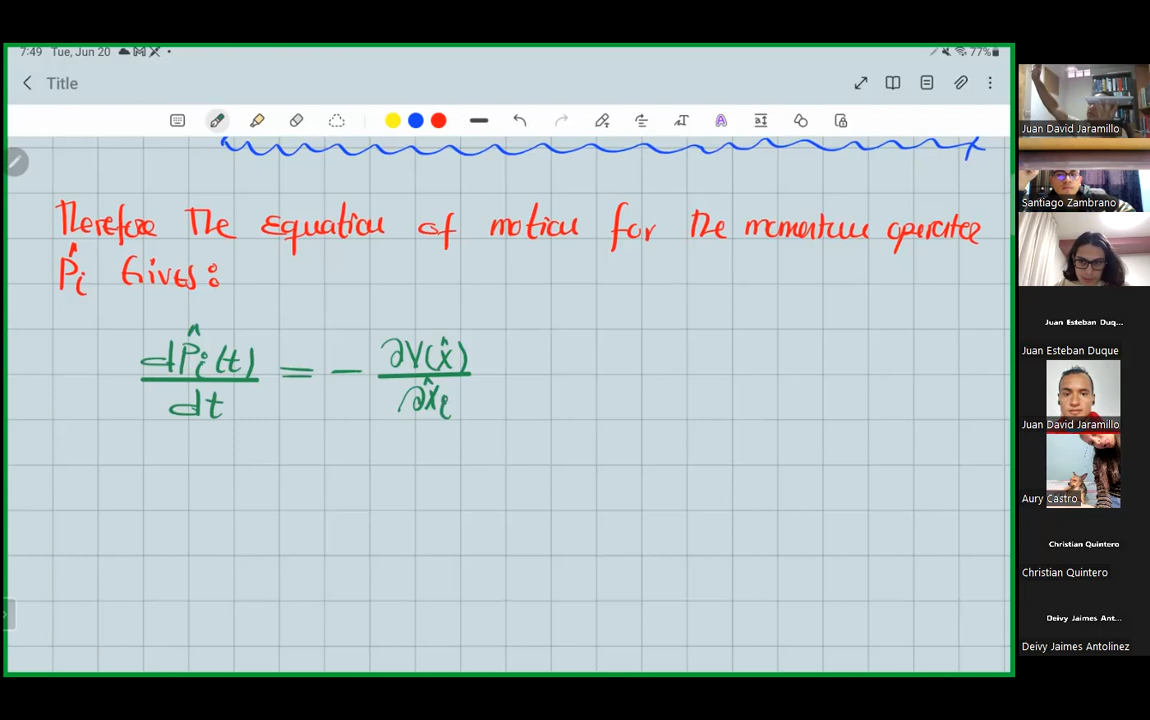 7:49 Tue, Jun 20
77%
Title
Therefore The Equation of motion for the momentum operator
P̂i Gives:
dP̂i(t)/dt = - ∂V(x̂)/∂x̂i
Juan David Jaramillo
Santiago Zambrano
Juan Esteban Duq...
Juan Esteban Duque
Juan David Jaramillo
Aury Castro
Christian Quintero
Christian Quintero
Deivy Jaimes Ant...
Deivy Jaimes Antolinez